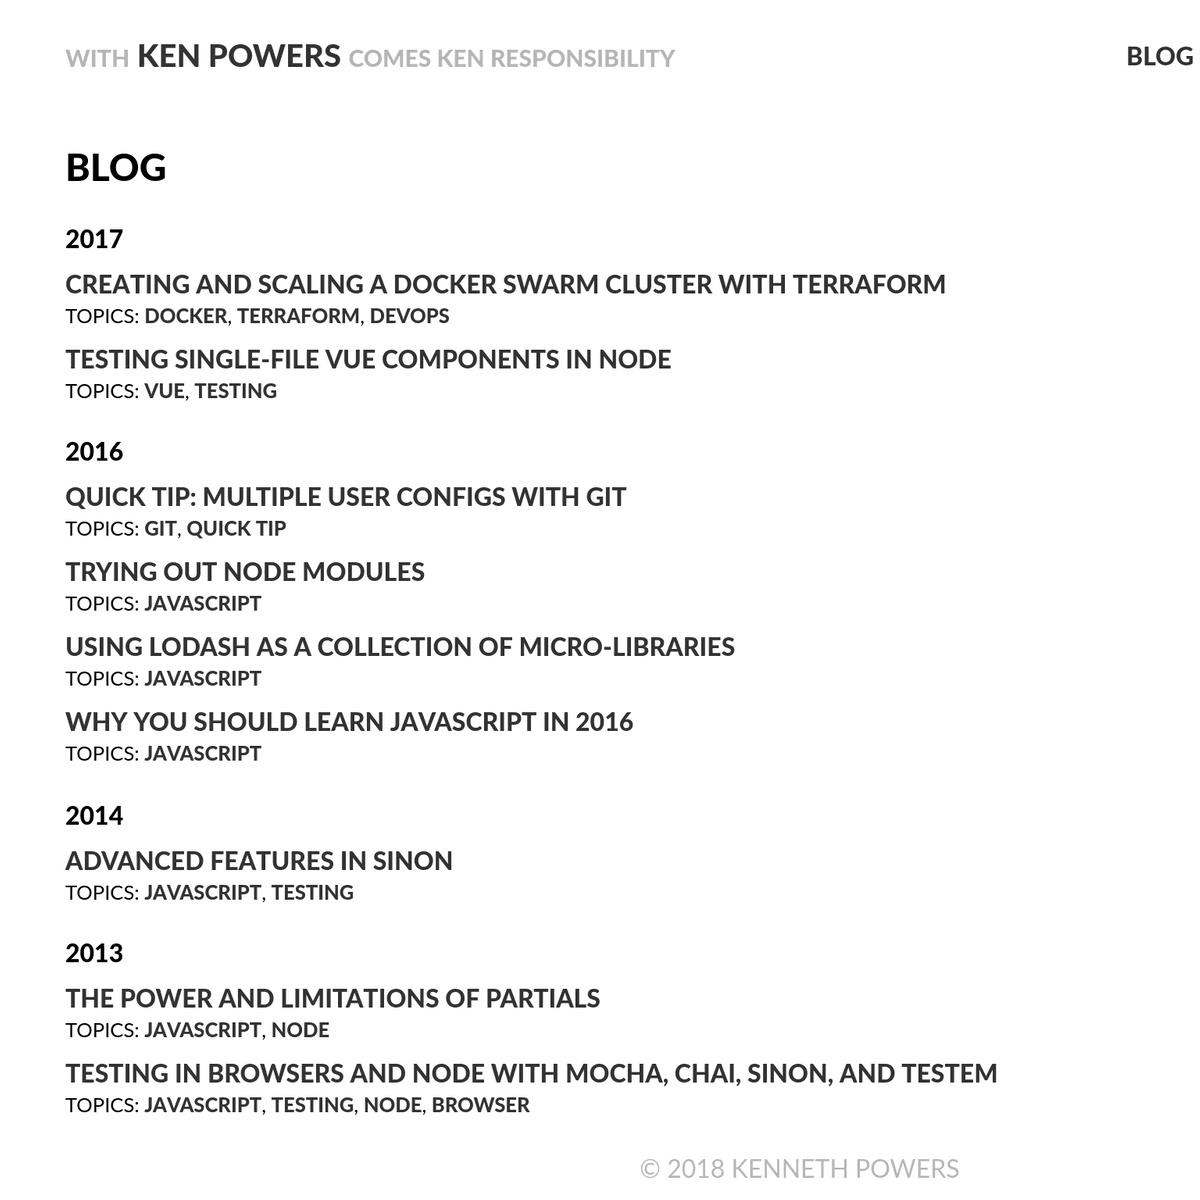 WITH KEN POWERS COMES KEN RESPONSIBILITY BLOG
BLOG
2017
CREATING AND SCALING A DOCKER SWARM CLUSTER WITH TERRAFORM
TOPICS: DOCKER, TERRAFORM, DEVOPS
TESTING SINGLE-FILE VUE COMPONENTS IN NODE
TOPICS: VUE, TESTING
2016
QUICK TIP: MULTIPLE USER CONFIGS WITH GIT
TOPICS: GIT, QUICK TIP
TRYING OUT NODE MODULES
TOPICS: JAVASCRIPT
USING LODASH AS A COLLECTION OF MICRO-LIBRARIES
TOPICS: JAVASCRIPT
WHY YOU SHOULD LEARN JAVASCRIPT IN 2016
TOPICS: JAVASCRIPT
2014
ADVANCED FEATURES IN SINON
TOPICS: JAVASCRIPT, TESTING
2013
THE POWER AND LIMITATIONS OF PARTIALS
TOPICS: JAVASCRIPT, NODE
TESTING IN BROWSERS AND NODE WITH MOCHA, CHAI, SINON, AND TESTEM
TOPICS: JAVASCRIPT, TESTING, NODE, BROWSER
© 2018 KENNETH POWERS